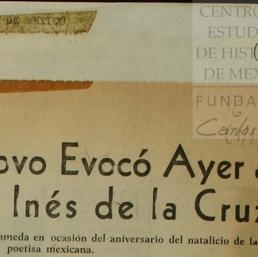 DE MEXICO
CENTRO
ESTUD
DE HISTO
DE MEX
FUNDA
Carlos
ovo Evocó Ayer a
Inés de la Cruz
ameda en ocasión del aniversario del natalicio de la
poetisa mexicana.